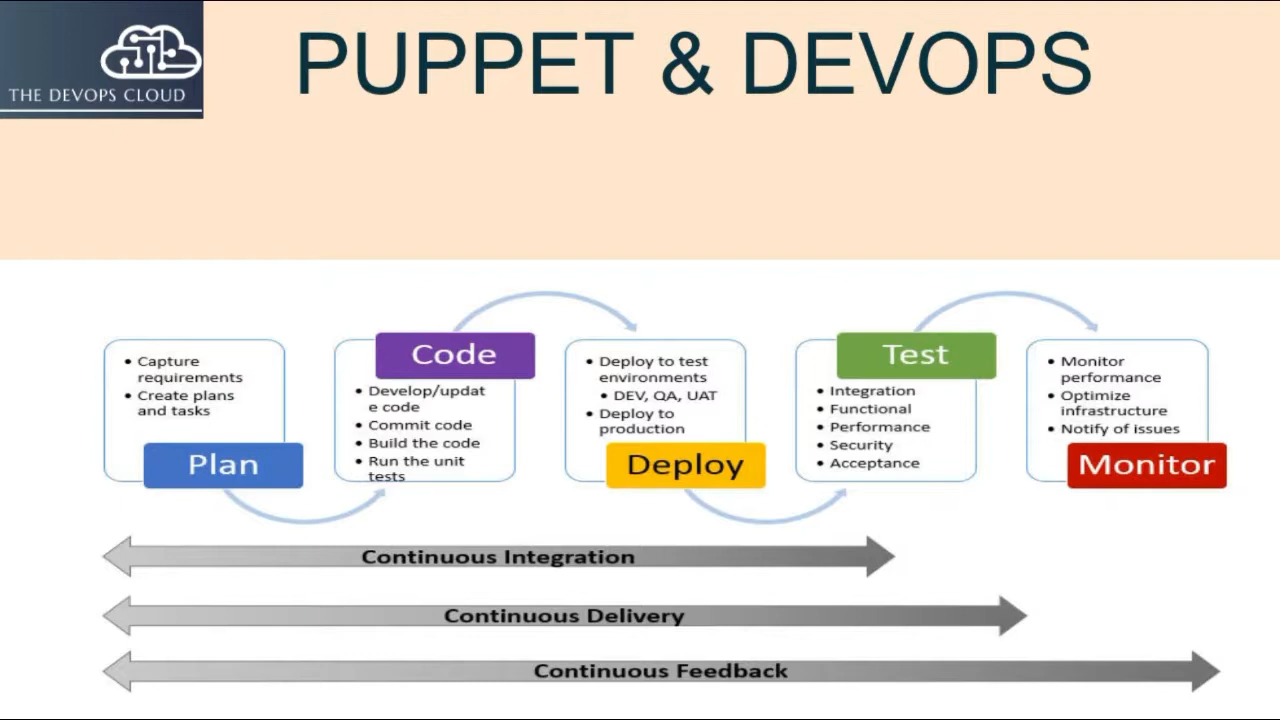 THE DEVOPS CLOUD
PUPPET & DEVOPS
• Capture
requirements
• Create plans
and tasks
Plan
Code
• Develop/updat
e code
• Commit code
• Build the code
• Run the unit
tests
• Deploy to test
environments
• DEV, QA, UAT
• Deploy to
production
Deploy
Test
• Integration
• Functional
• Performance
• Security
• Acceptance
• Monitor
performance
• Optimize
infrastructure
• Notify of issues
Monitor
Continuous Integration
Continuous Delivery
Continuous Feedback